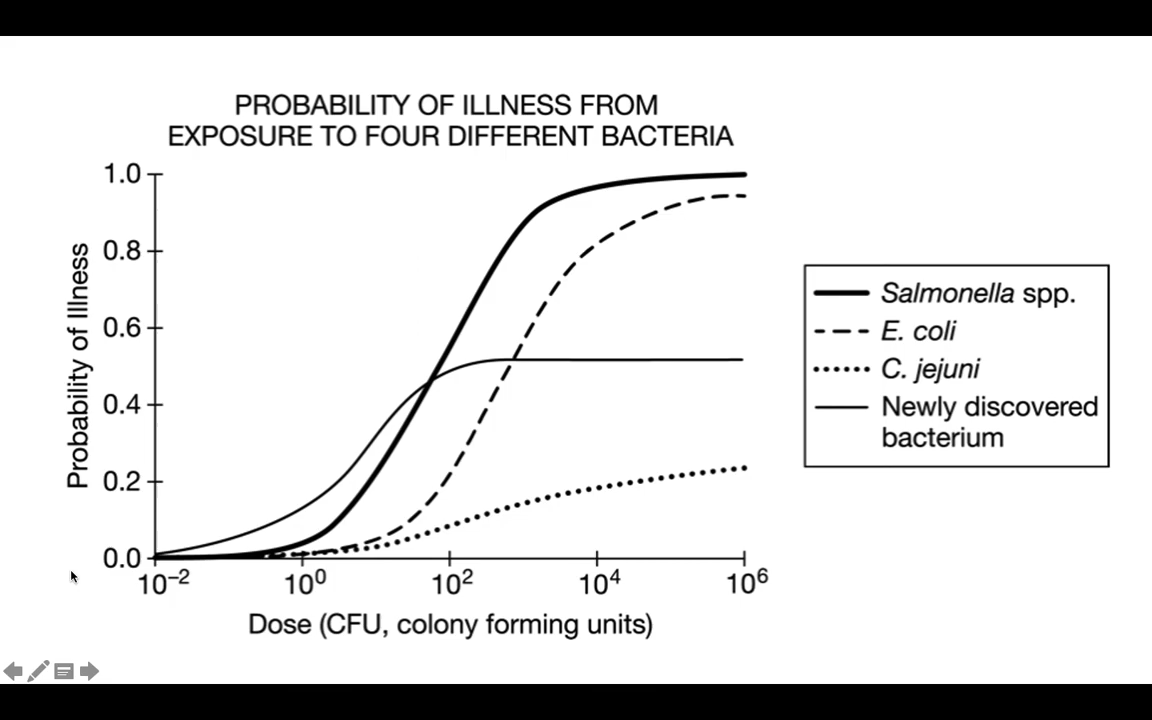 PROBABILITY OF ILLNESS FROM
EXPOSURE TO FOUR DIFFERENT BACTERIA
Probability of Illness
1.0
0.8
0.6
0.4
0.2
0.0
10⁻² 10⁰ 10² 10⁴ 10⁶
Dose (CFU, colony forming units)
Salmonella spp.
E. coli
C. jejuni
Newly discovered
bacterium